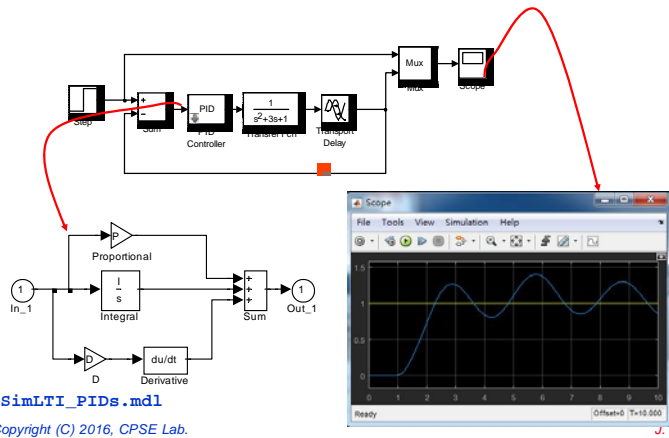 Mux
Scope
Mux
Step
+
−
Sum
PID
PID
Controller
1
s²+3s+1
Transfer Fcn
Transport
Delay
P
Proportional
1
In_1
I
s
Integral
+
+
+
Sum
1
Out_1
D
D
du/dt
Derivative
Scope
File Tools View Simulation Help
1.5
1
0.5
0
0 1 2 3 4 5 6 7 8 9 10
Ready Offset=0 T=10.000
SimLTI_PIDs.mdl
Copyright (C) 2016, CPSE Lab.
J.